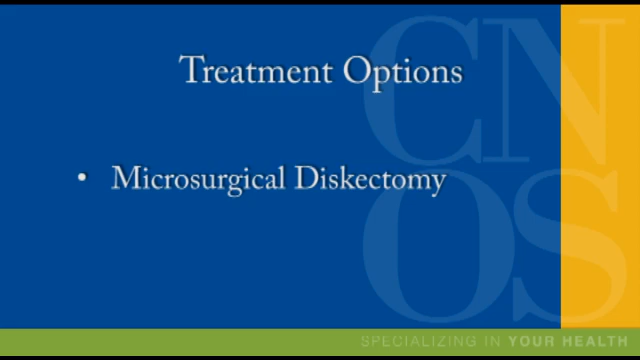 Treatment Options
• Microsurgical Diskectomy
CN
OS
SPECIALIZING IN YOUR HEALTH